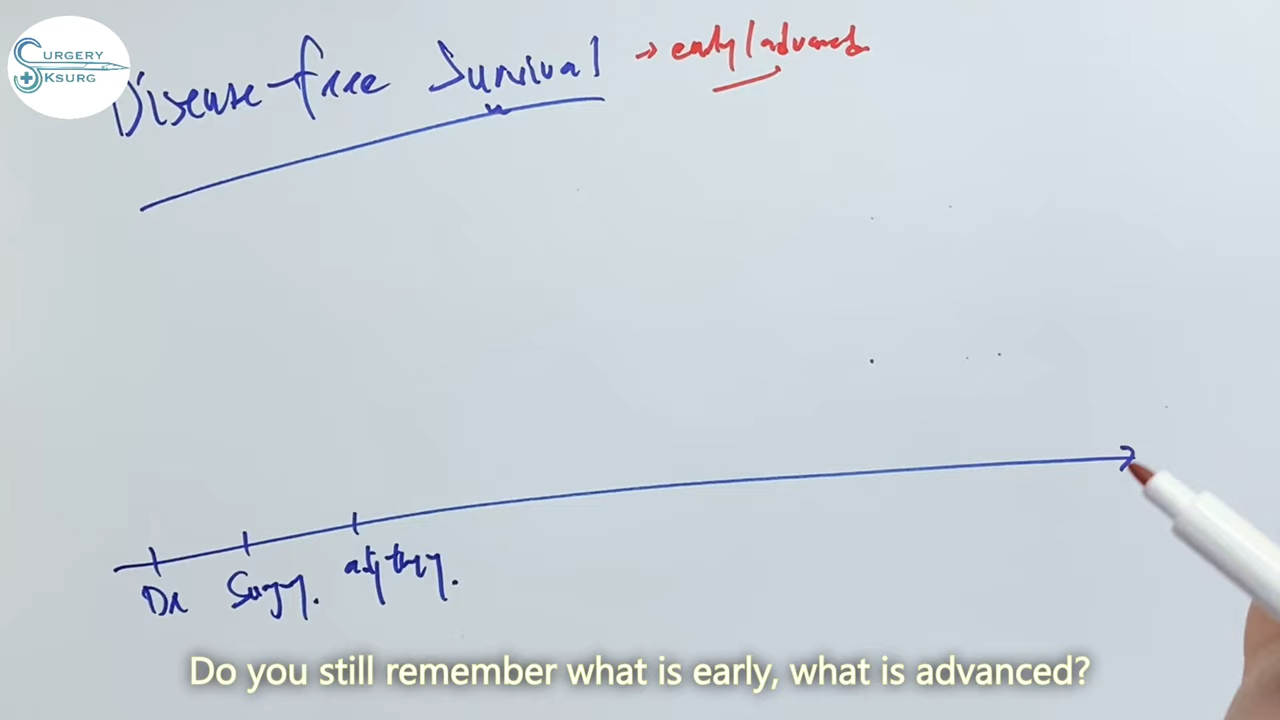 SURGERY
KSURG
Disease-free Survival
→ early/advanced
Dx
Surgy.
adj thpy.
Do you still remember what is early, what is advanced?